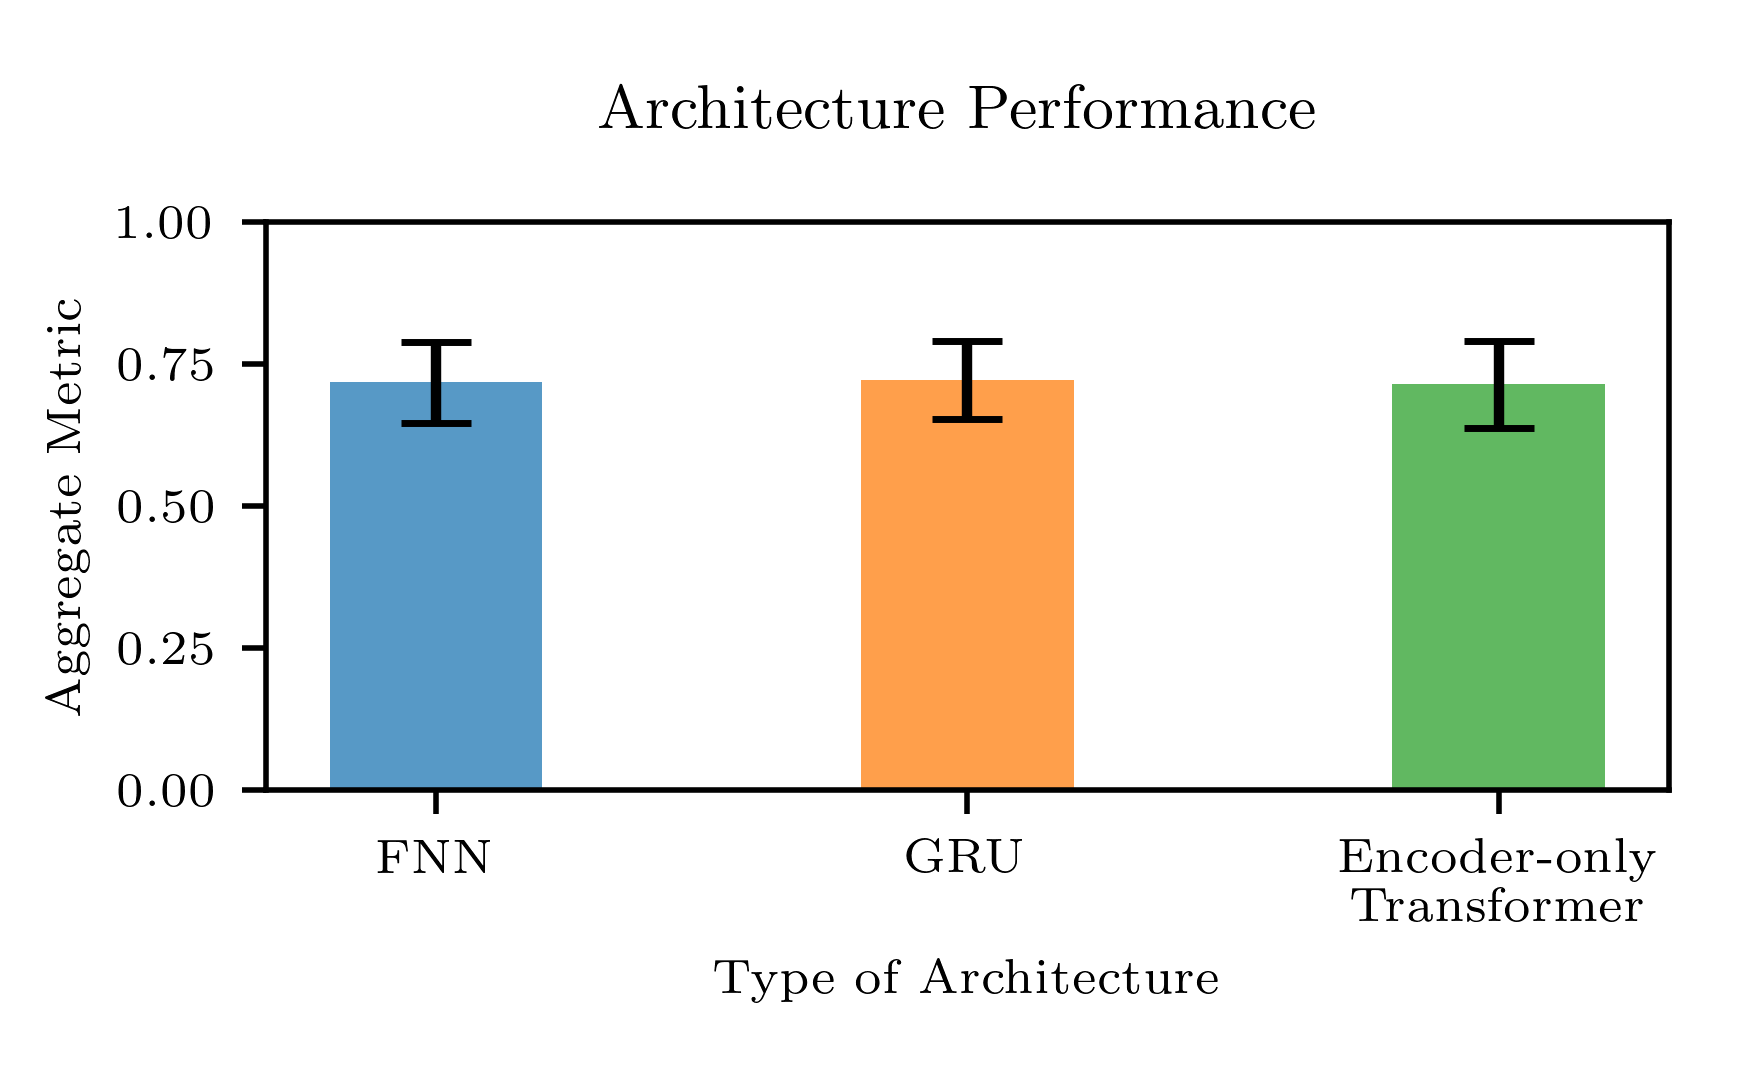 Architecture Performance
1.00
0.75
0.50
0.25
0.00
Aggregate Metric
FNN
GRU
Encoder-only
Transformer
Type of Architecture